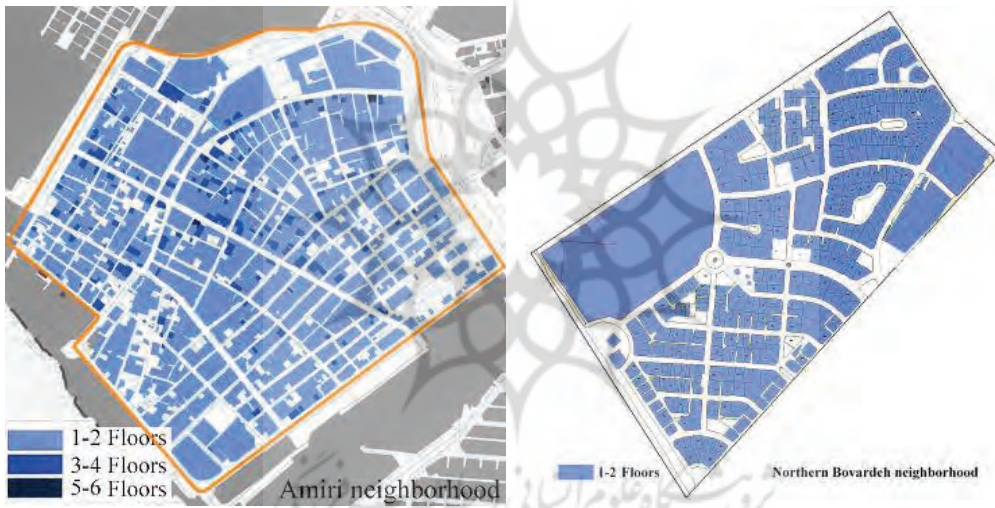 1-2 Floors
3-4 Floors
5-6 Floors
Amiri neighborhood
1-2 Floors
Northern Bovardeh neighborhood